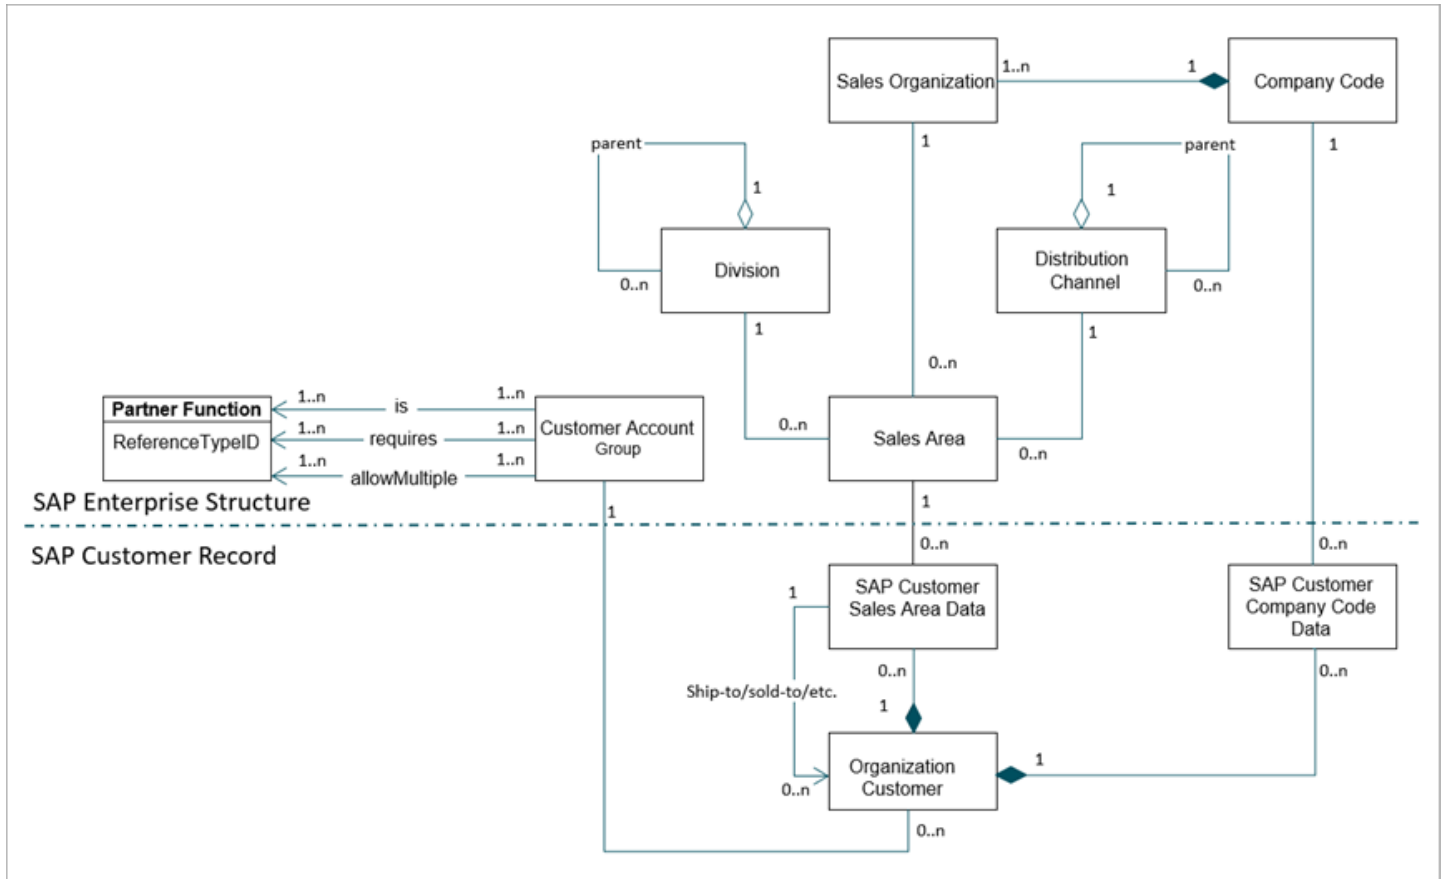 Sales Organization
1..n
1
Company Code
1
1
parent
1
parent
1
Division
0..n
Distribution
Channel
0..n
1
1
0..n
0..n
Sales Area
0..n
Partner Function
ReferenceTypeID
1..n
is
1..n
1..n
requires
1..n
1..n
allowMultiple
1..n
Customer Account
Group
SAP Enterprise Structure
1
1
SAP Customer Record
0..n
0..n
SAP Customer
Sales Area Data
SAP Customer
Company Code
Data
1
0..n
0..n
Ship-to/sold-to/etc.
1
Organization
Customer
1
0..n
0..n